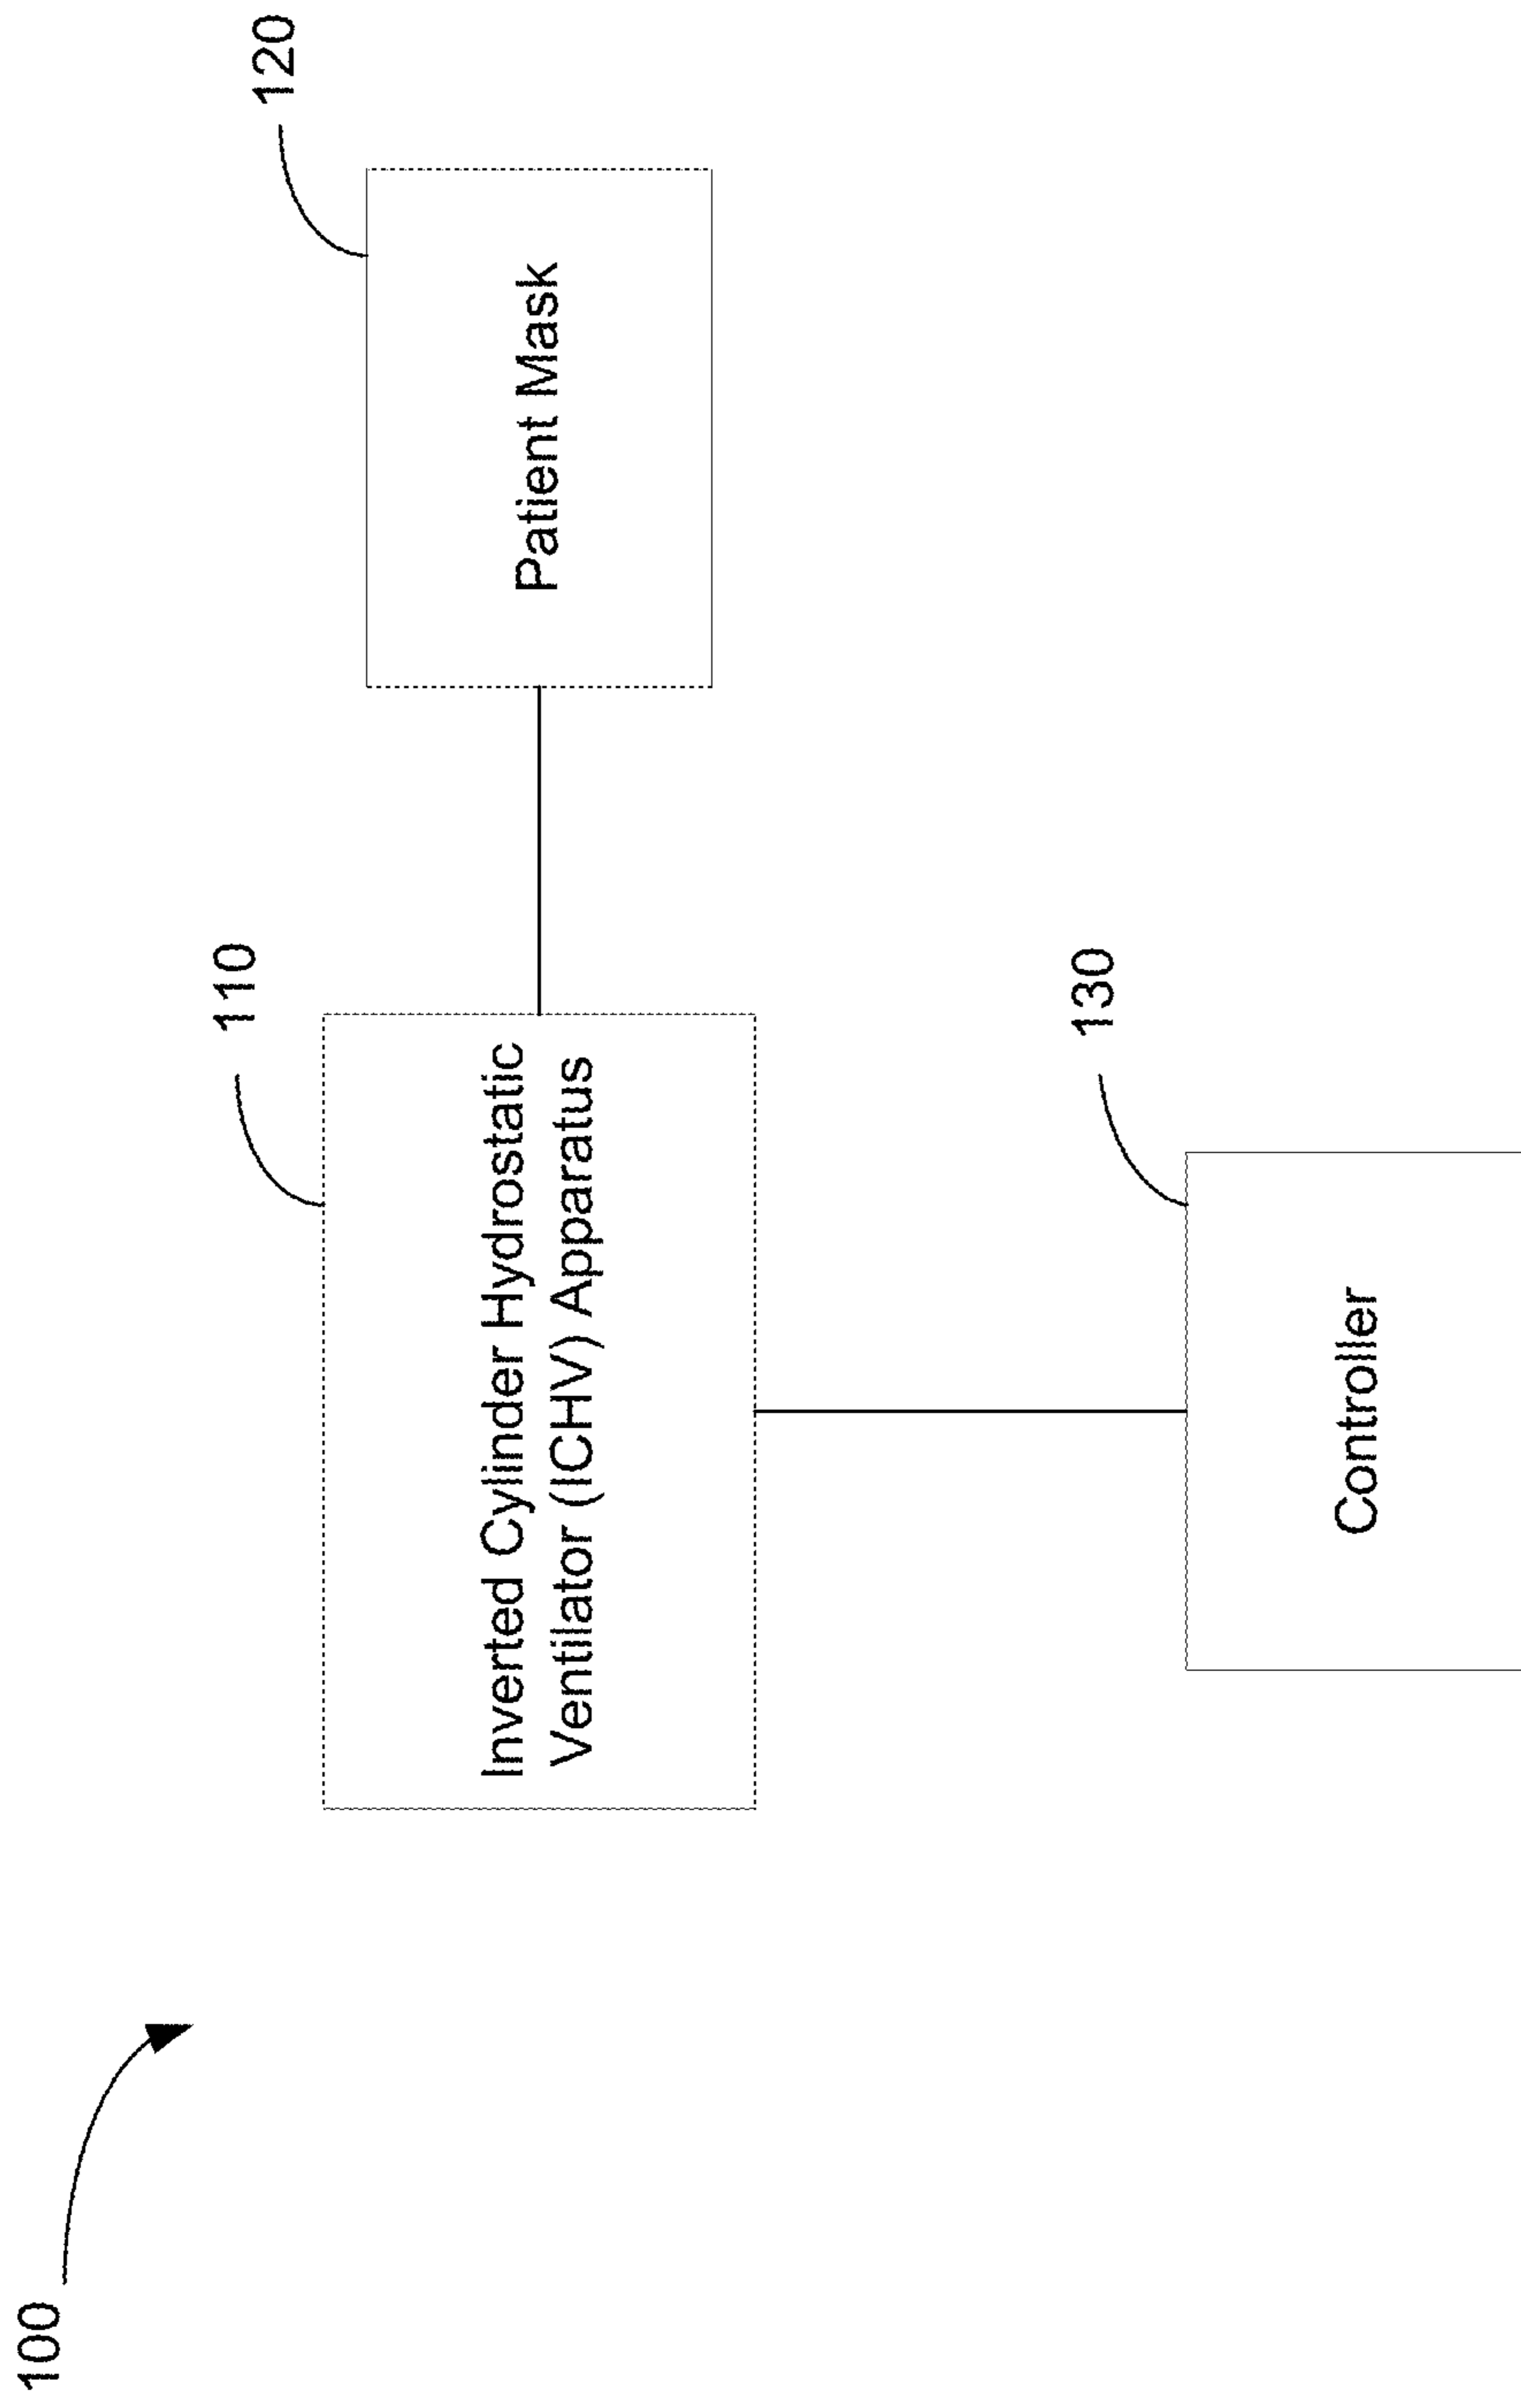 100
110
Inverted Cylinder Hydrostatic
Ventilator (ICHV) Apparatus
120
Patient Mask
130
Controller